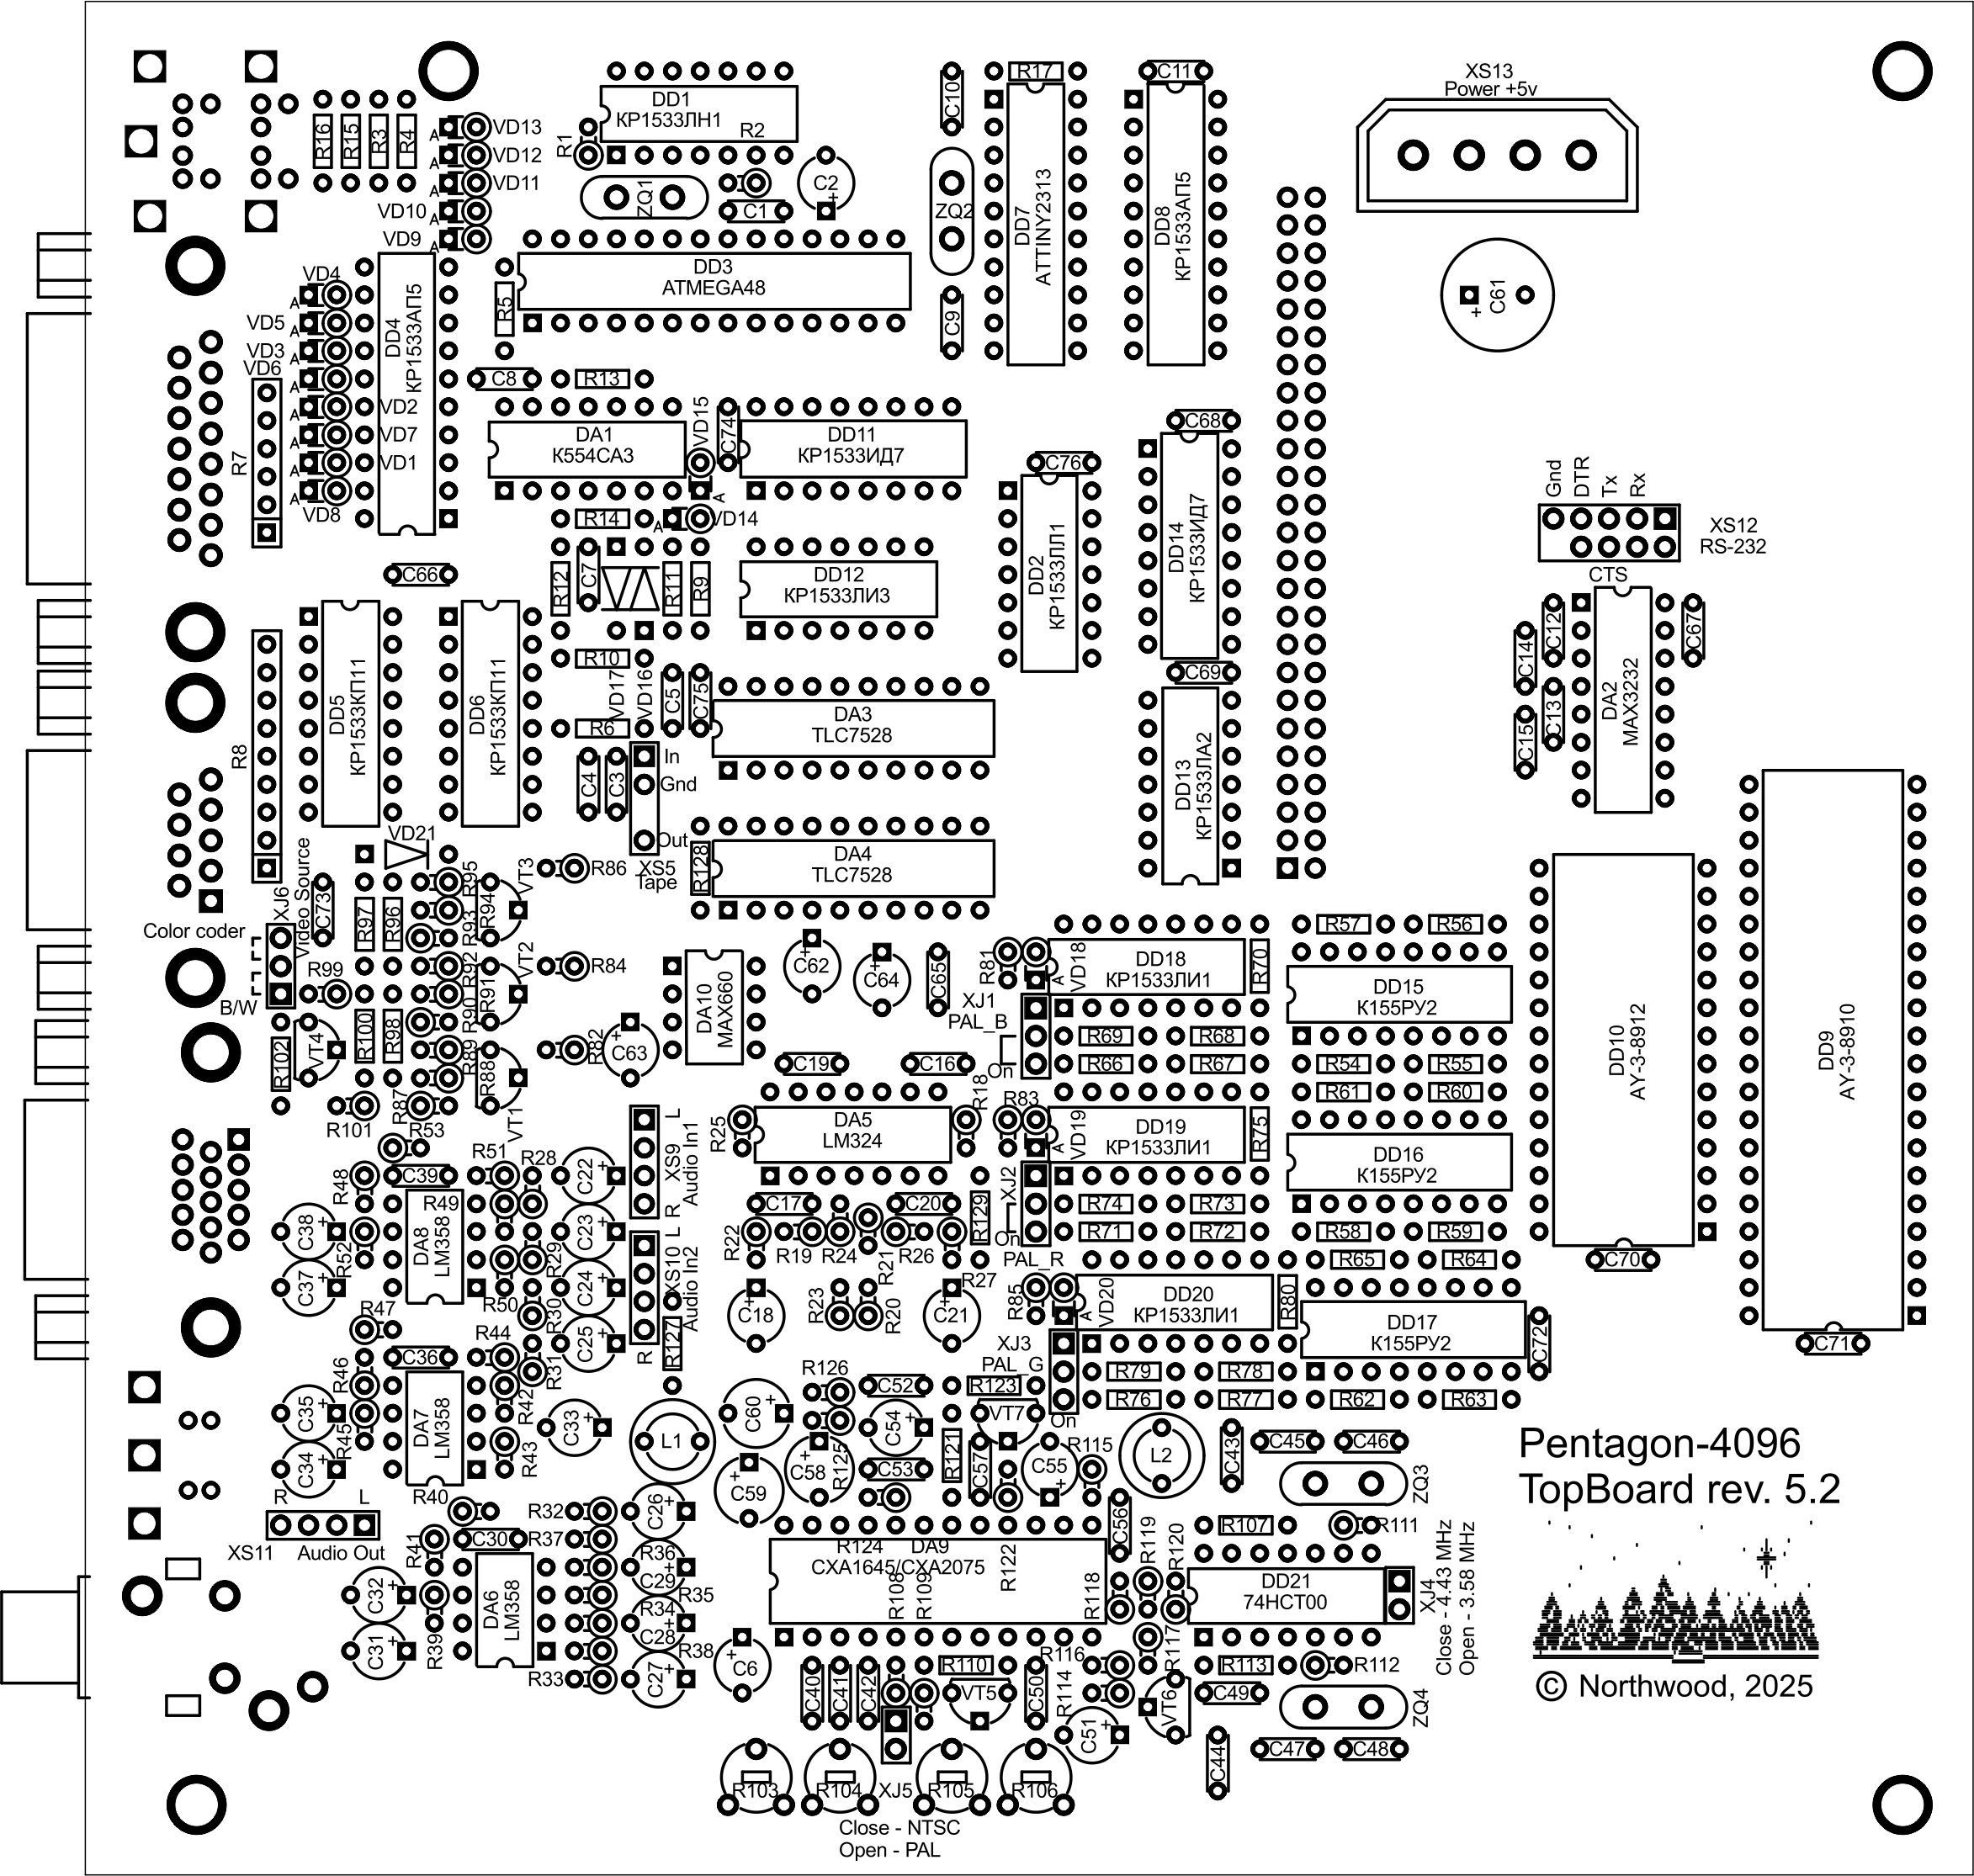 XS13
Power +5v
C10
R17
C11
DD1
КР1533ЛН1
R1
R2
R16
R15
R3
R4
A
VD13
A
VD12
A
VD11
VD10
A
VD9
A
ZQ1
C1
C2
+
ZQ2
DD7
ATTINY2313
DD8
КР1533АП5
DD3
ATMEGA48
R5
C9
C61
+
VD4
A
VD5
A
VD3
A
VD6
A
VD2
A
VD7
A
VD1
A
VD8
A
DD4
КР1533АП5
R7
C8
R13
DA1
К554СА3
VD15
A
C74
DD11
КР1533ИД7
C76
C68
R14
A
VD14
DD2
КР1533ЛЛ1
DD14
КР1533ИД7
Gnd
DTR
Tx
Rx
XS12
RS-232
CTS
C66
R12
C7
R11
R9
DD12
КР1533ЛИ3
R10
C69
C12
C14
C13
C15
C67
DA2
MAX3232
R8
DD5
КР1533КП11
DD6
КР1533КП11
VD17
VD16
C5
C75
R6
DA3
TLC7528
In
Gnd
Out
C4
C3
XS5
Tape
DD13
КР1533ЛА2
VD21
R128
DA4
TLC7528
VT3
R86
XJ6
Video Source
C73
R97
R96
R95
R94
R93
Color coder
B/W
R99
R92
R91
R90
VT2
R84
DA10
MAX660
C62
+
C64
+
C65
R81
VD18
A
DD18
КР1533ЛИ1
R70
R57
R56
DD15
К155РУ2
XJ1
PAL_B
On
R69
R68
R66
R67
R54
R55
R61
R60
DD10
AY-3-8912
DD9
AY-3-8910
R102
VT4
R100
R98
R89
R88
R82
C63
+
C19
C16
R18
R83
VD19
A
DD19
КР1533ЛИ1
R75
DD16
К155РУ2
R101
R87
R53
VT1
R25
DA5
LM324
XS9
Audio In1
L
R
R48
C39
R51
R28
C22
+
R49
C17
C20
R129
XJ2
On
PAL_R
R74
R73
R71
R72
R58
R59
C38
+
R52
DA8
LM358
R29
C23
+
R22
R19
R24
R21
R26
R65
R64
C70
C37
+
R50
R30
C24
+
XS10
Audio In2
L
R
C18
+
R23
R20
C21
+
R27
R85
VD20
A
DD20
КР1533ЛИ1
R80
DD17
К155РУ2
C72
C71
R47
R44
C25
+
R127
XJ3
PAL_G
On
R79
R78
R76
R77
R62
R63
R46
C36
R31
R126
C52
R123
C35
+
R45
DA7
LM358
R42
R43
C33
+
L1
C60
+
C58
+
R125
C54
+
C53
R121
VT7
C57
C55
+
R115
L2
C43
C45
C46
ZQ3
C34
+
C59
+
R
L
XS11
Audio Out
R40
R41
C30
R32
R37
C26
+
C56
R119
R120
R107
R111
Pentagon-4096
TopBoard rev. 5.2
R124
DA9
CXA1645/CXA2075
R108
R109
R122
R118
DD21
74HCT00
XJ4
Close - 4.43 MHz
Open - 3.58 MHz
C32
+
DA6
LM358
R36
C29
+
R35
R34
C28
+
R38
C31
+
R39
R33
C27
+
C6
+
R110
R116
R117
R113
R112
C40
C41
C42
VT5
C50
R114
C51
+
VT6
C49
ZQ4
C44
C47
C48
R103
R104
XJ5
R105
R106
Close - NTSC
Open - PAL
© Northwood, 2025